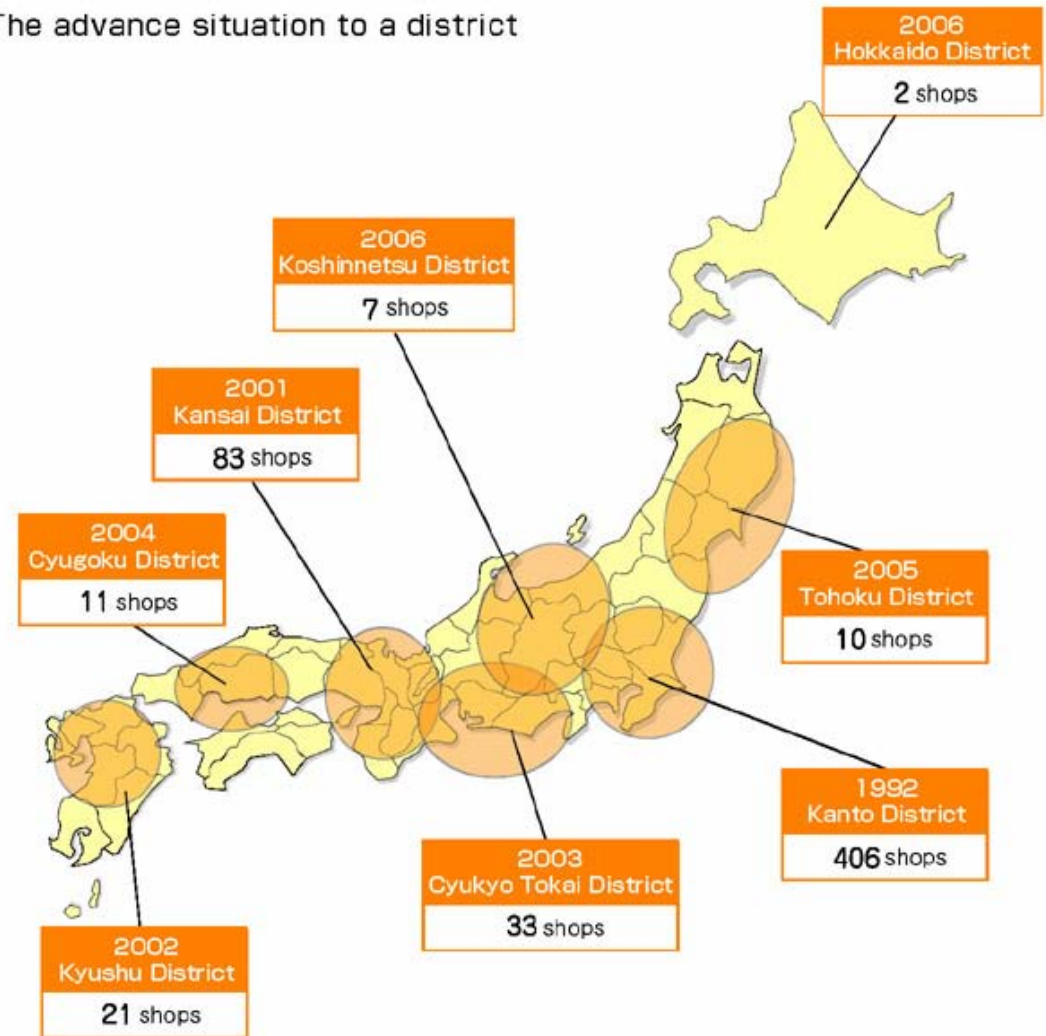 The advance situation to a district
2006
Hokkaido District
2 shops
2006
Koshinnetsu District
7 shops
2001
Kansai District
83 shops
2004
Cyugoku District
11 shops
2005
Tohoku District
10 shops
1992
Kanto District
406 shops
2003
Cyukyo Tokai District
33 shops
2002
Kyushu District
21 shops